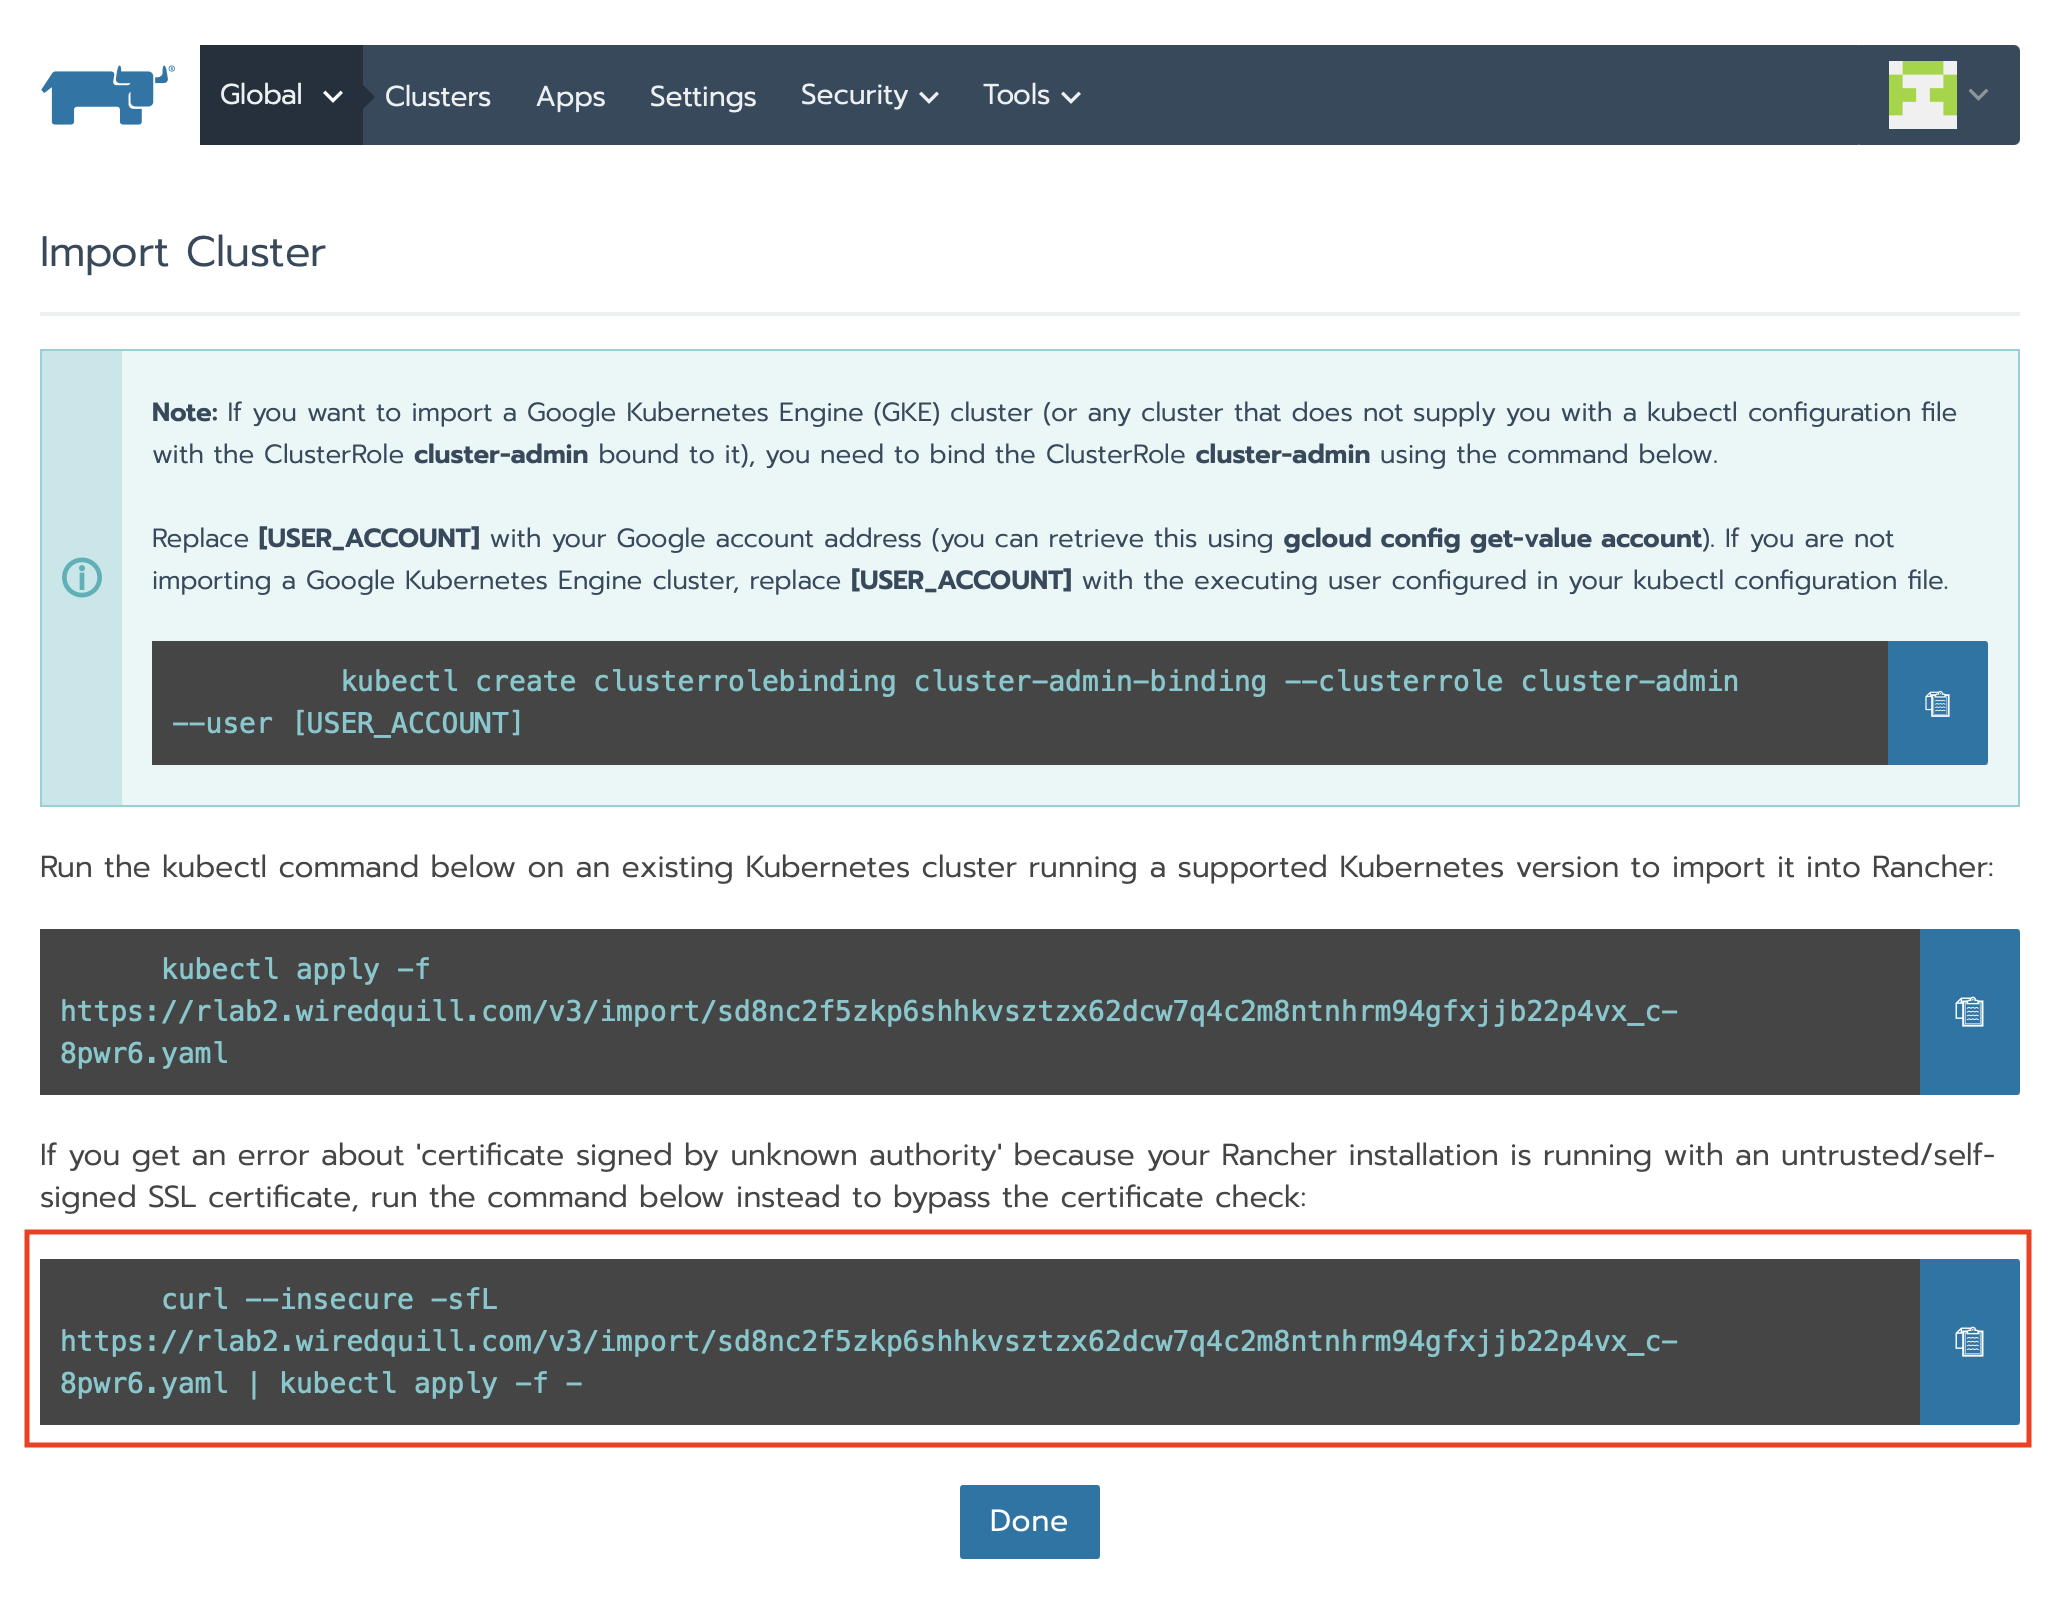 Global Clusters Apps Settings Security Tools
Import Cluster
Note: If you want to import a Google Kubernetes Engine (GKE) cluster (or any cluster that does not supply you with a kubectl configuration file
with the ClusterRole cluster-admin bound to it), you need to bind the ClusterRole cluster-admin using the command below.
Replace [USER_ACCOUNT] with your Google account address (you can retrieve this using gcloud config get-value account). If you are not
importing a Google Kubernetes Engine cluster, replace [USER_ACCOUNT] with the executing user configured in your kubectl configuration file.
kubectl create clusterrolebinding cluster-admin-binding --clusterrole cluster-admin
--user [USER_ACCOUNT]
Run the kubectl command below on an existing Kubernetes cluster running a supported Kubernetes version to import it into Rancher:
kubectl apply -f
https://rlab2.wiredquill.com/v3/import/sd8nc2f5zkp6shhkvsztzx62dcw7q4c2m8ntnhrm94gfxjjb22p4vx_c-
8pwr6.yaml
If you get an error about 'certificate signed by unknown authority' because your Rancher installation is running with an untrusted/self-
signed SSL certificate, run the command below instead to bypass the certificate check:
curl --insecure -sfL
https://rlab2.wiredquill.com/v3/import/sd8nc2f5zkp6shhkvsztzx62dcw7q4c2m8ntnhrm94gfxjjb22p4vx_c-
8pwr6.yaml | kubectl apply -f -
Done